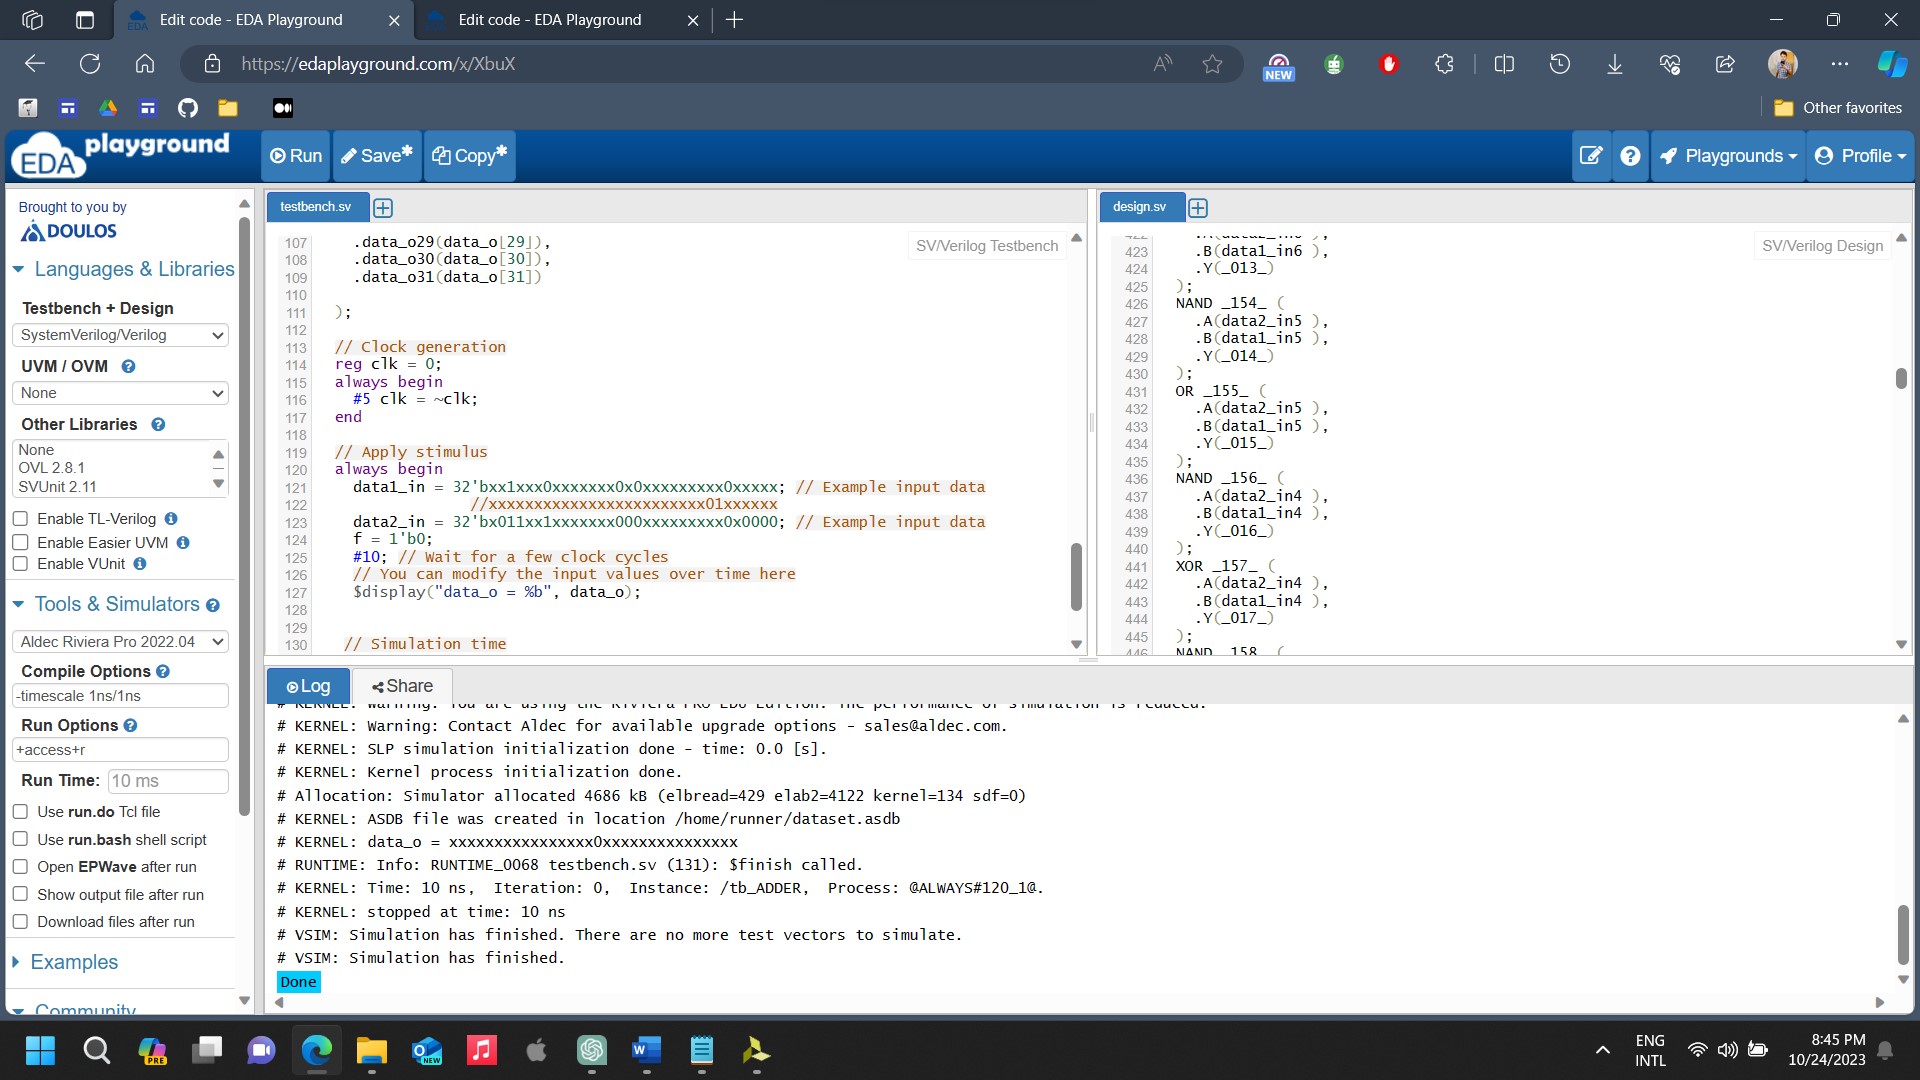 Edit code - EDA Playground
Edit code - EDA Playground
https://edaplayground.com/x/XbuX
NEW
Other favorites
EDA playground
Run
Save*
Copy*
Playgrounds
Profile
Brought to you by
DOULOS
Languages & Libraries
Testbench + Design
SystemVerilog/Verilog
UVM / OVM
None
Other Libraries
None
OVL 2.8.1
SVUnit 2.11
Enable TL-Verilog
Enable Easier UVM
Enable VUnit
Tools & Simulators
Aldec Riviera Pro 2022.04
Compile Options
-timescale 1ns/1ns
Run Options
+access+r
Run Time: 10 ms
Use run.do Tcl file
Use run.bash shell script
Open EPWave after run
Show output file after run
Download files after run
Examples
Community
testbench.sv
SV/Verilog Testbench
107 .data_o29(data_o[29]),
108 .data_o30(data_o[30]),
109 .data_o31(data_o[31])
110
111 );
112
113 // Clock generation
114 reg clk = 0;
115 always begin
116 #5 clk = ~clk;
117 end
118
119 // Apply stimulus
120 always begin
121 data1_in = 32'bxx1xxx0xxxxxxx0x0xxxxxxxxx0xxxxx; // Example input data
122 //xxxxxxxxxxxxxxxxxxxxxxxx01xxxxxx
123 data2_in = 32'bx011xx1xxxxxxx000xxxxxxxxx0x0000; // Example input data
124 f = 1'b0;
125 #10; // Wait for a few clock cycles
126 // You can modify the input values over time here
127 $display("data_o = %b", data_o);
128
129
130 // Simulation time
design.sv
SV/Verilog Design
423 .B(data1_in6 ),
424 .Y(_013_)
425 );
426 NAND _154_ (
427 .A(data2_in5 ),
428 .B(data1_in5 ),
429 .Y(_014_)
430 );
431 OR _155_ (
432 .A(data2_in5 ),
433 .B(data1_in5 ),
434 .Y(_015_)
435 );
436 NAND _156_ (
437 .A(data2_in4 ),
438 .B(data1_in4 ),
439 .Y(_016_)
440 );
441 XOR _157_ (
442 .A(data2_in4 ),
443 .B(data1_in4 ),
444 .Y(_017_)
445 );
446 NAND _158_ (
Log
Share
# KERNEL: Warning: You are using the Riviera-PRO EDU Edition. The performance of simulation is reduced.
# KERNEL: Warning: Contact Aldec for available upgrade options - sales@aldec.com.
# KERNEL: SLP simulation initialization done - time: 0.0 [s].
# KERNEL: Kernel process initialization done.
# Allocation: Simulator allocated 4686 kB (elbread=429 elab2=4122 kernel=134 sdf=0)
# KERNEL: ASDB file was created in location /home/runner/dataset.asdb
# KERNEL: data_o = xxxxxxxxxxxxxxxx0xxxxxxxxxxxxxxx
# RUNTIME: Info: RUNTIME_0068 testbench.sv (131): $finish called.
# KERNEL: Time: 10 ns, Iteration: 0, Instance: /tb_ADDER, Process: @ALWAYS#120_1@.
# KERNEL: stopped at time: 10 ns
# VSIM: Simulation has finished. There are no more test vectors to simulate.
# VSIM: Simulation has finished.
Done
PRE
NEW
ENG
INTL
8:45 PM
10/24/2023